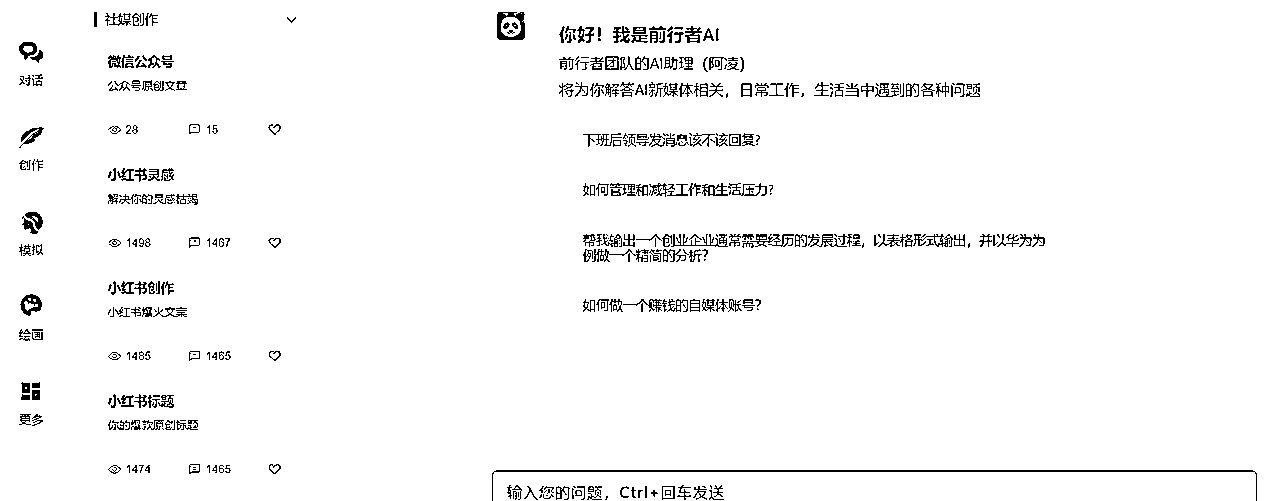 对话
创作
模拟
绘画
更多
社媒创作
微信公众号
公众号原创文章
28 15
小红书灵感
解决你的灵感枯竭
1498 1467
小红书创作
小红书爆火文案
1485 1465
小红书标题
你的爆款原创标题
1474 1465
你好！我是前行者AI
前行者团队的AI助理（阿凌）
将为你解答AI新媒体相关，日常工作，生活当中遇到的各种问题
下班后领导发消息该不该回复?
如何管理和减轻工作和生活压力?
帮我输出一个创业企业通常需要经历的发展过程，以表格形式输出，并以华为为
例做一个精简的分析?
如何做一个赚钱的自媒体账号?
输入您的问题，Ctrl+回车发送